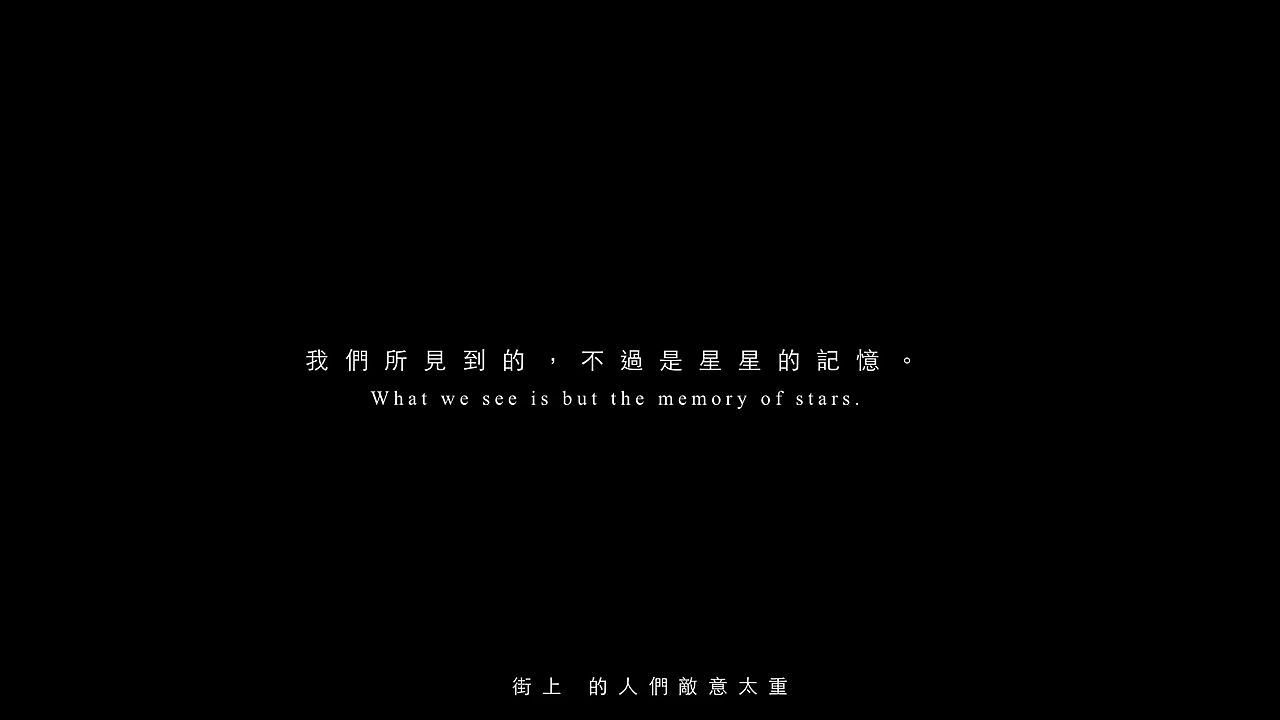 我們所見到的，不過是星星的記憶。
What we see is but the memory of stars.
街上 的人們敵意太重